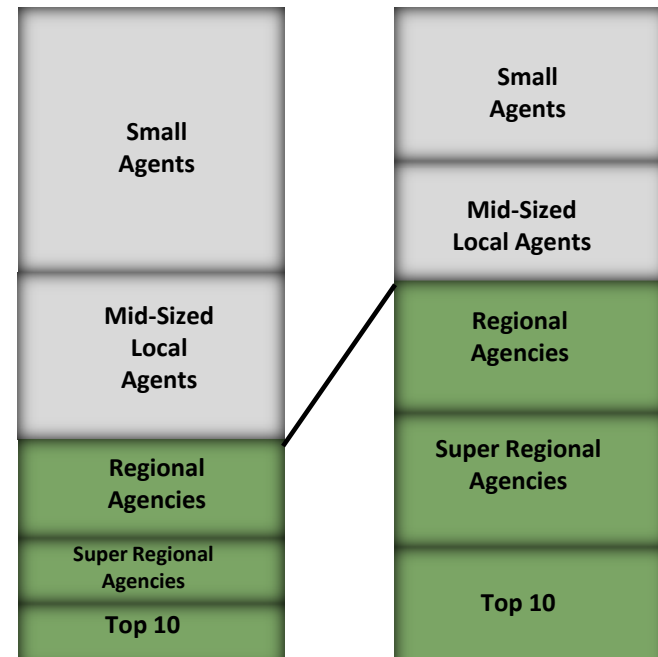 Small
Agents
Mid-Sized
Local
Agents
Regional
Agencies
Super Regional
Agencies
Top 10
Small
Agents
Mid-Sized
Local Agents
Regional
Agencies
Super Regional
Agencies
Top 10